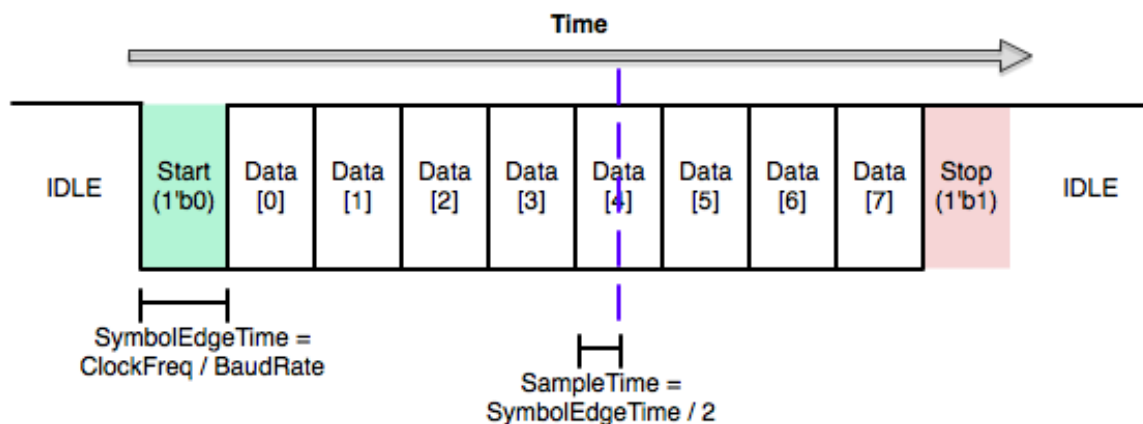 Time
IDLE
Start
(1'b0)
Data
[0]
Data
[1]
Data
[2]
Data
[3]
Data
[4]
Data
[5]
Data
[6]
Data
[7]
Stop
(1'b1)
IDLE
SymbolEdgeTime =
ClockFreq / BaudRate
SampleTime =
SymbolEdgeTime / 2